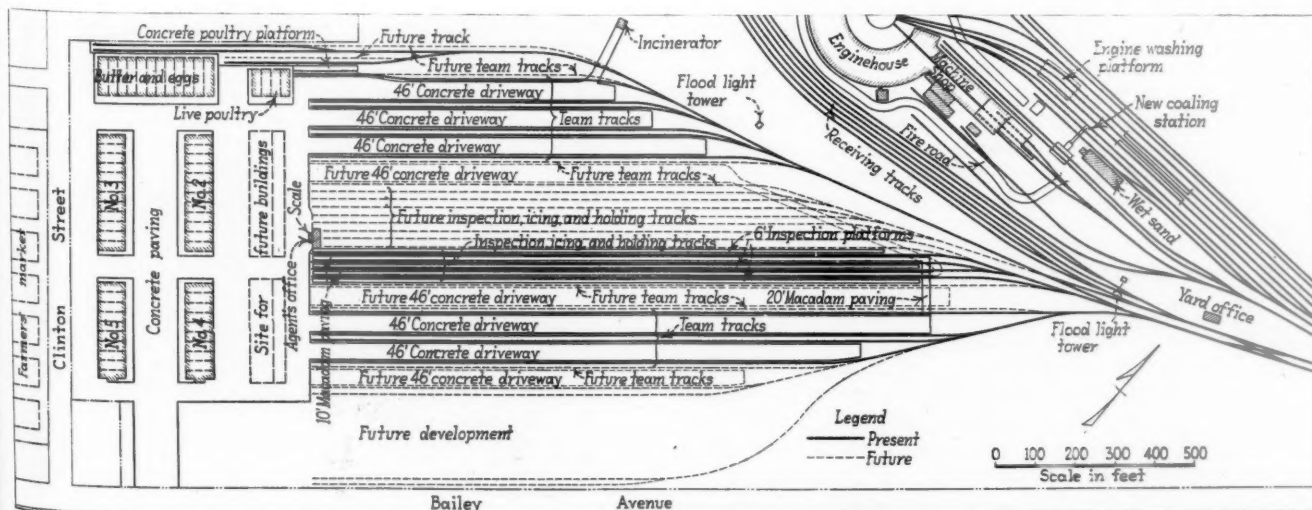 Concrete poultry platform
Future track
Incinerator
Future team tracks
Butter and eggs
Live poultry
46' Concrete driveway
46' Concrete driveway
Team tracks
46' Concrete driveway
Future 46' concrete driveway
Future team tracks
Flood light
tower
Enginehouse
Machine
shop
Engine washing
platform
New coaling
station
Receiving tracks
Fire road
Wet sand
No. 3
No. 2
future buildings
Scale
Future inspection, icing, and holding tracks
Inspection, icing, and holding tracks
6' Inspection platforms
Farmers' market
Clinton Street
Concrete paving
No. 5
No. 4
Site for
Agents office
10' Macadam paving
Future 46' concrete driveway
Future team tracks
20' Macadam paving
46' Concrete driveway
Team tracks
46' Concrete driveway
Future 46' concrete driveway
Future team tracks
Yard office
Flood light
tower
Future development
Legend
Present
Future
0 100 200 300 400 500
Scale in feet
Bailey Avenue